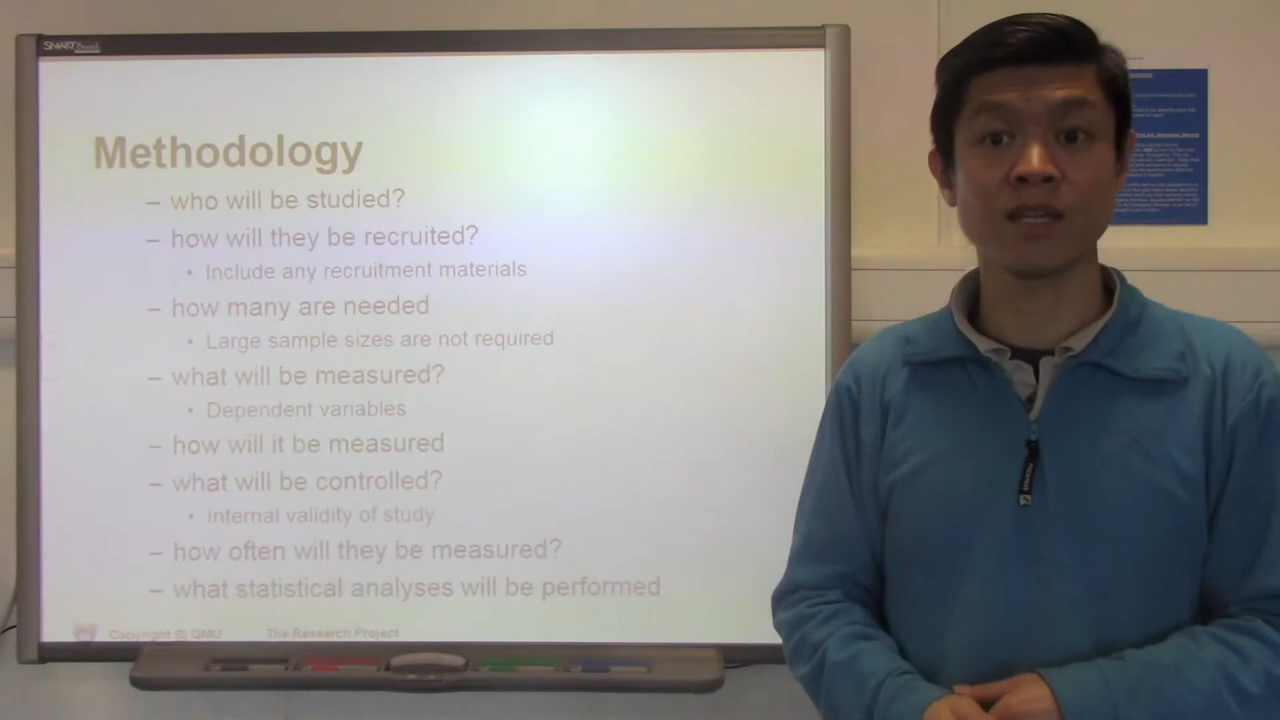 SMART Board
Methodology
– who will be studied?
– how will they be recruited?
• Include any recruitment materials
– how many are needed
• Large sample sizes are not required
– what will be measured?
• Dependent variables
– how will it be measured
– what will be controlled?
• Internal validity of study
– how often will they be measured?
– what statistical analyses will be performed
Copyright @ QMU The Research Project